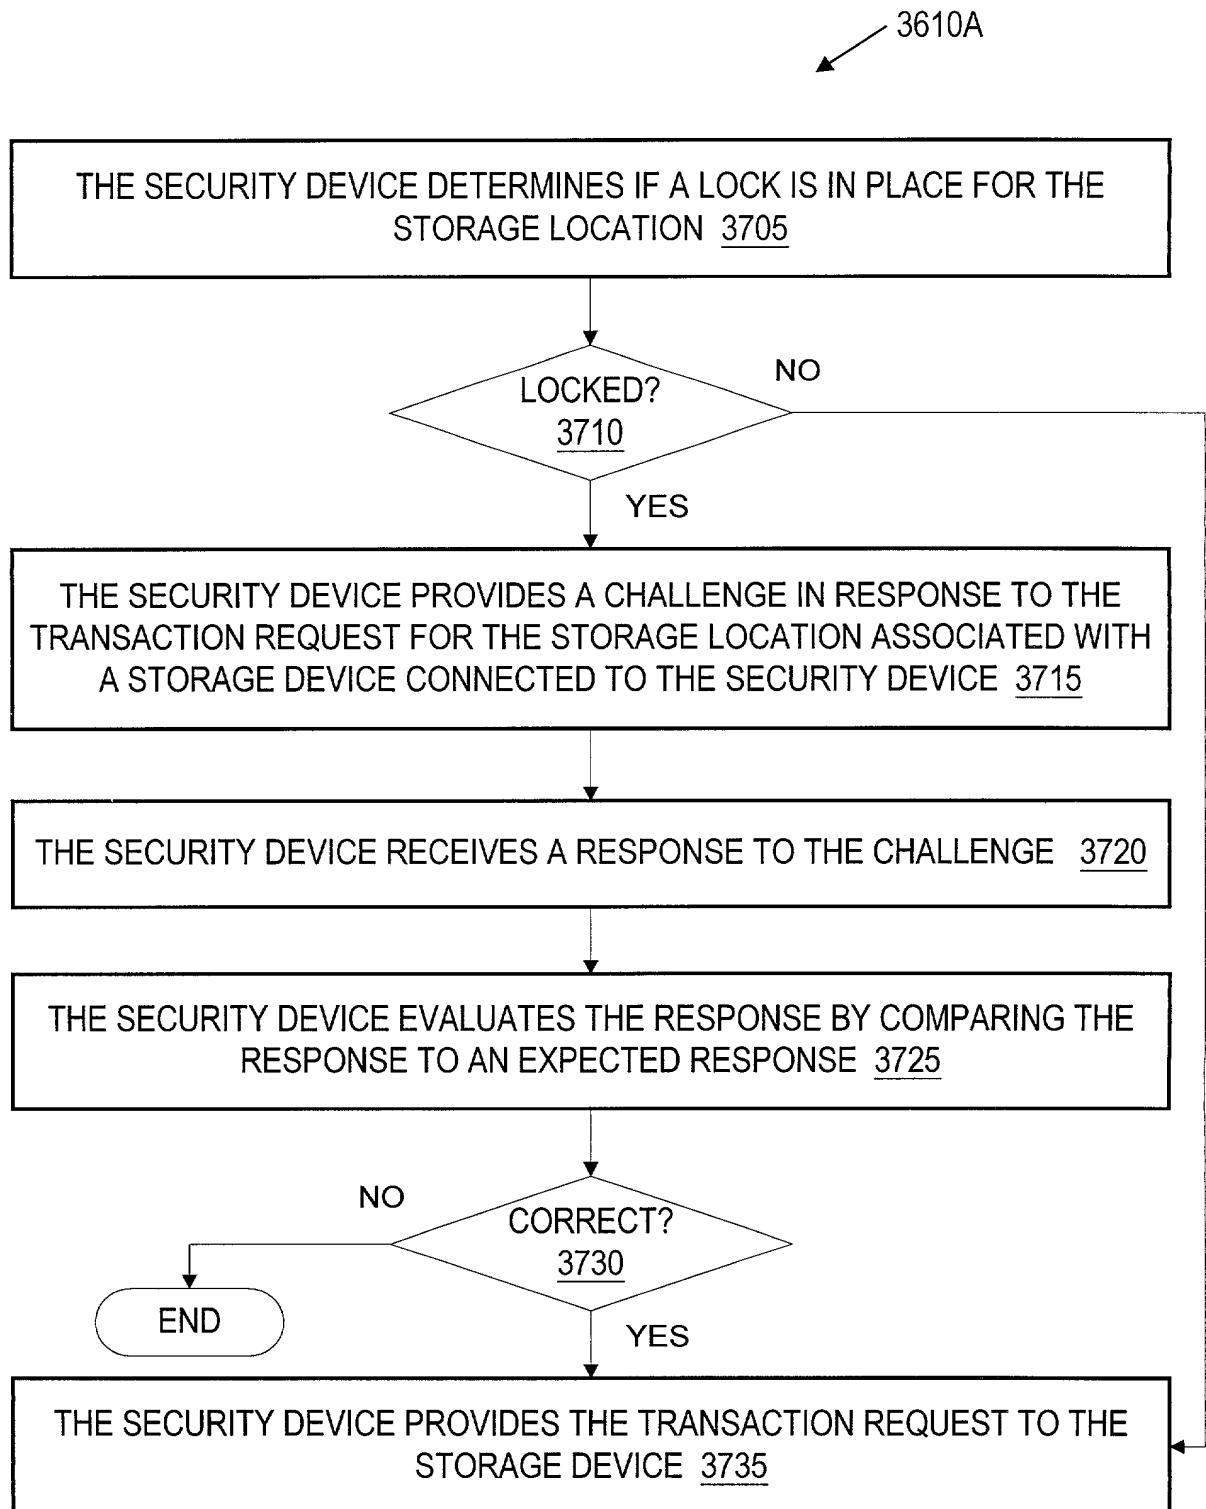 3610A
THE SECURITY DEVICE DETERMINES IF A LOCK IS IN PLACE FOR THE
STORAGE LOCATION 3705
LOCKED?
3710
NO
YES
THE SECURITY DEVICE PROVIDES A CHALLENGE IN RESPONSE TO THE
TRANSACTION REQUEST FOR THE STORAGE LOCATION ASSOCIATED WITH
A STORAGE DEVICE CONNECTED TO THE SECURITY DEVICE 3715
THE SECURITY DEVICE RECEIVES A RESPONSE TO THE CHALLENGE 3720
THE SECURITY DEVICE EVALUATES THE RESPONSE BY COMPARING THE
RESPONSE TO AN EXPECTED RESPONSE 3725
NO
CORRECT?
3730
END
YES
THE SECURITY DEVICE PROVIDES THE TRANSACTION REQUEST TO THE
STORAGE DEVICE 3735